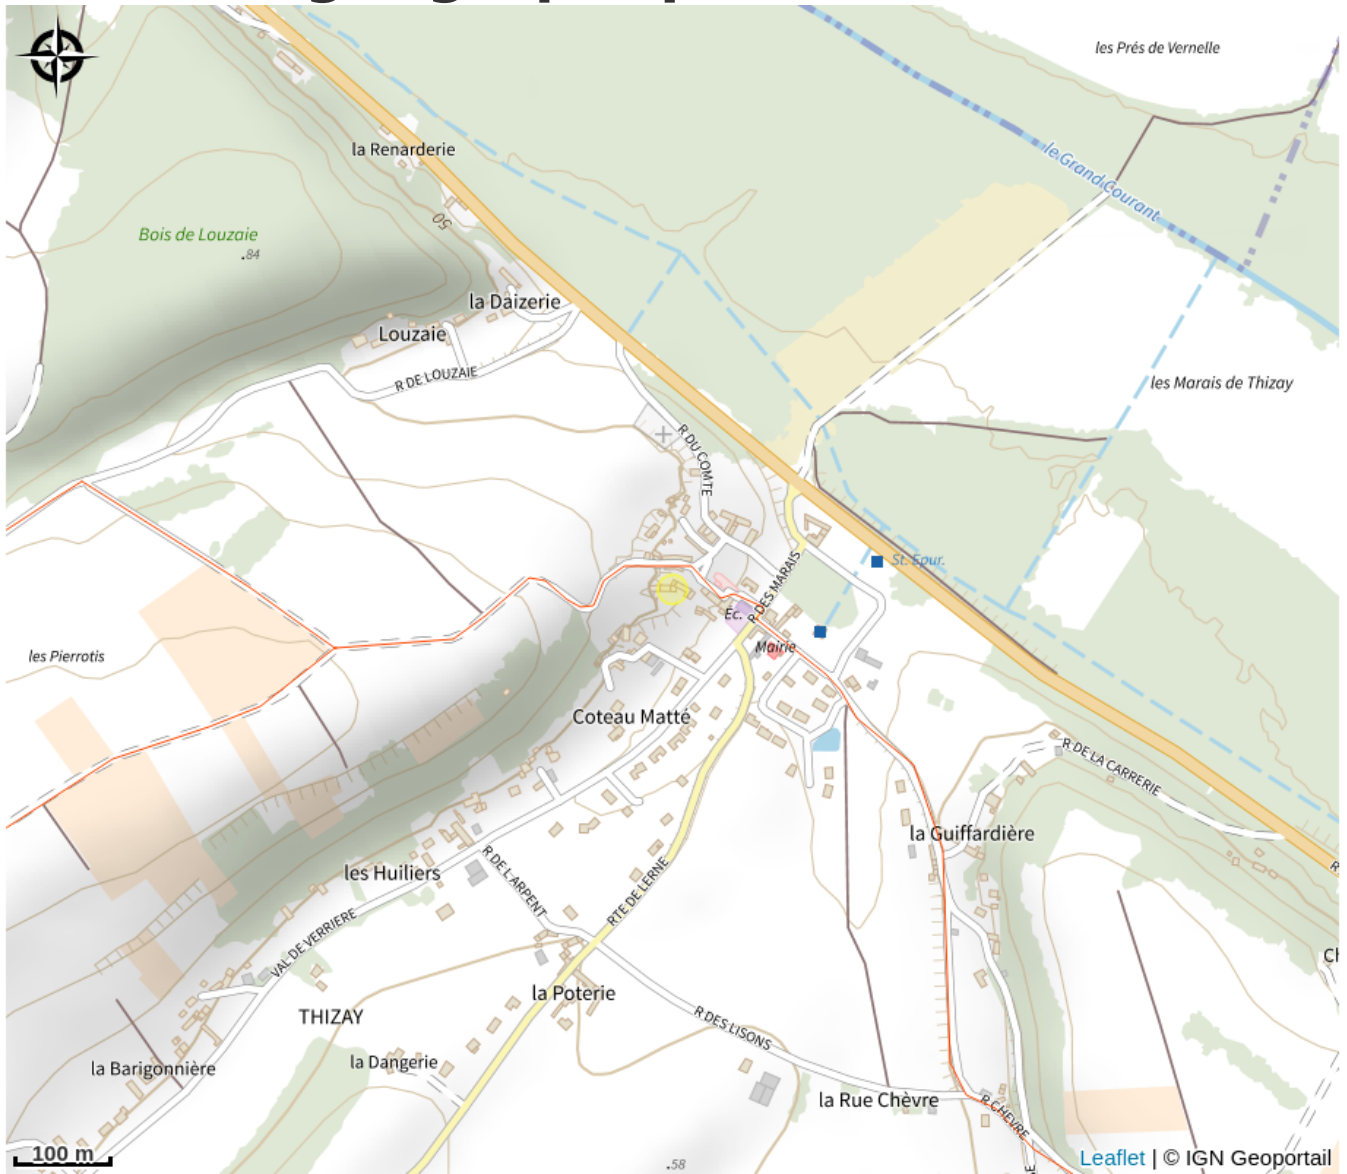 les Prés de Vernelle
la Renarderie
le Grand Courant
50
Bois de Louzaie
.84
la Daizerie
Louzaie
R DE LOUZAIE
les Marais de Thizay
R DU COMTE
St. Epur.
R DES MARAIS
Ec.
Mairie
les Pierrotis
Coteau Matté
R DE LA CARRERIE
la Guiffardière
les Huiliers
R DE L ARPENT
RTE DE LERNE
VAL DE VERRIERE
la Poterie
THIZAY
R DES LISONS
la Dangerie
la Barigonnière
la Rue Chèvre
R CHEVRE
100 m
.58
Leaflet | © IGN Geoportail